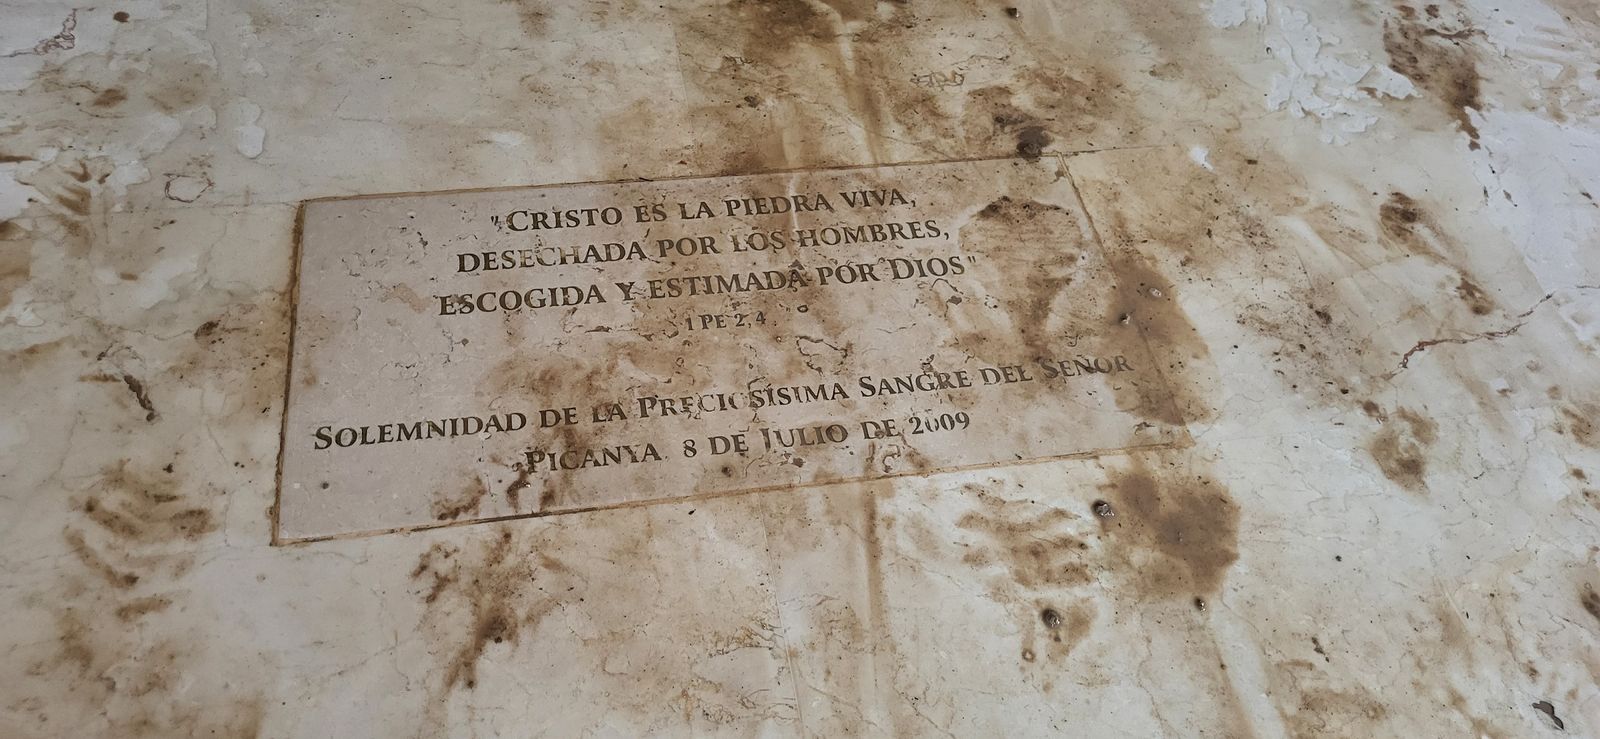 "CRISTO ES LA PIEDRA VIVA,
DESECHADA POR LOS HOMBRES,
ESCOGIDA Y ESTIMADA POR DIOS"
1 PE 2,4
SOLEMNIDAD DE LA PRECIOSÍSIMA SANGRE DEL SEÑOR
PICANYA, 8 DE JULIO DE 2009